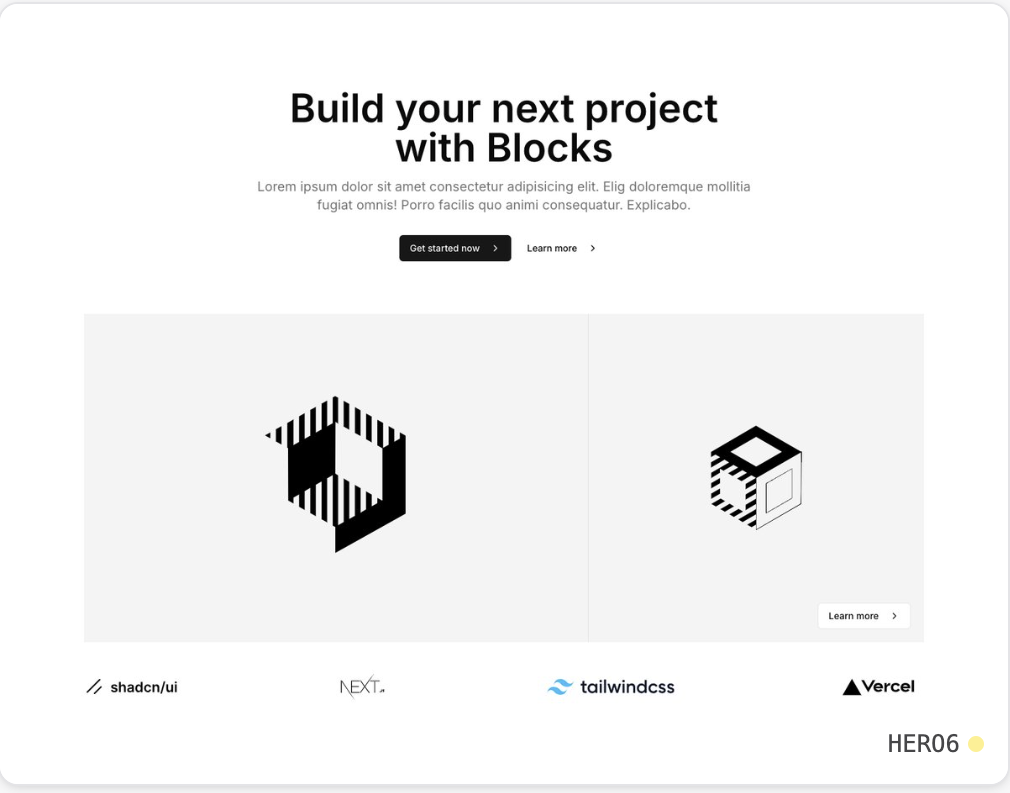 Build your next project
with Blocks
Lorem ipsum dolor sit amet consectetur adipisicing elit. Elig doloremque mollitia
fugiat omnis! Porro facilis quo animi consequatur. Explicabo.
Get started now
Learn more
Learn more
shadcn/ui
NEXT.JS
tailwindcss
Vercel
HERO6